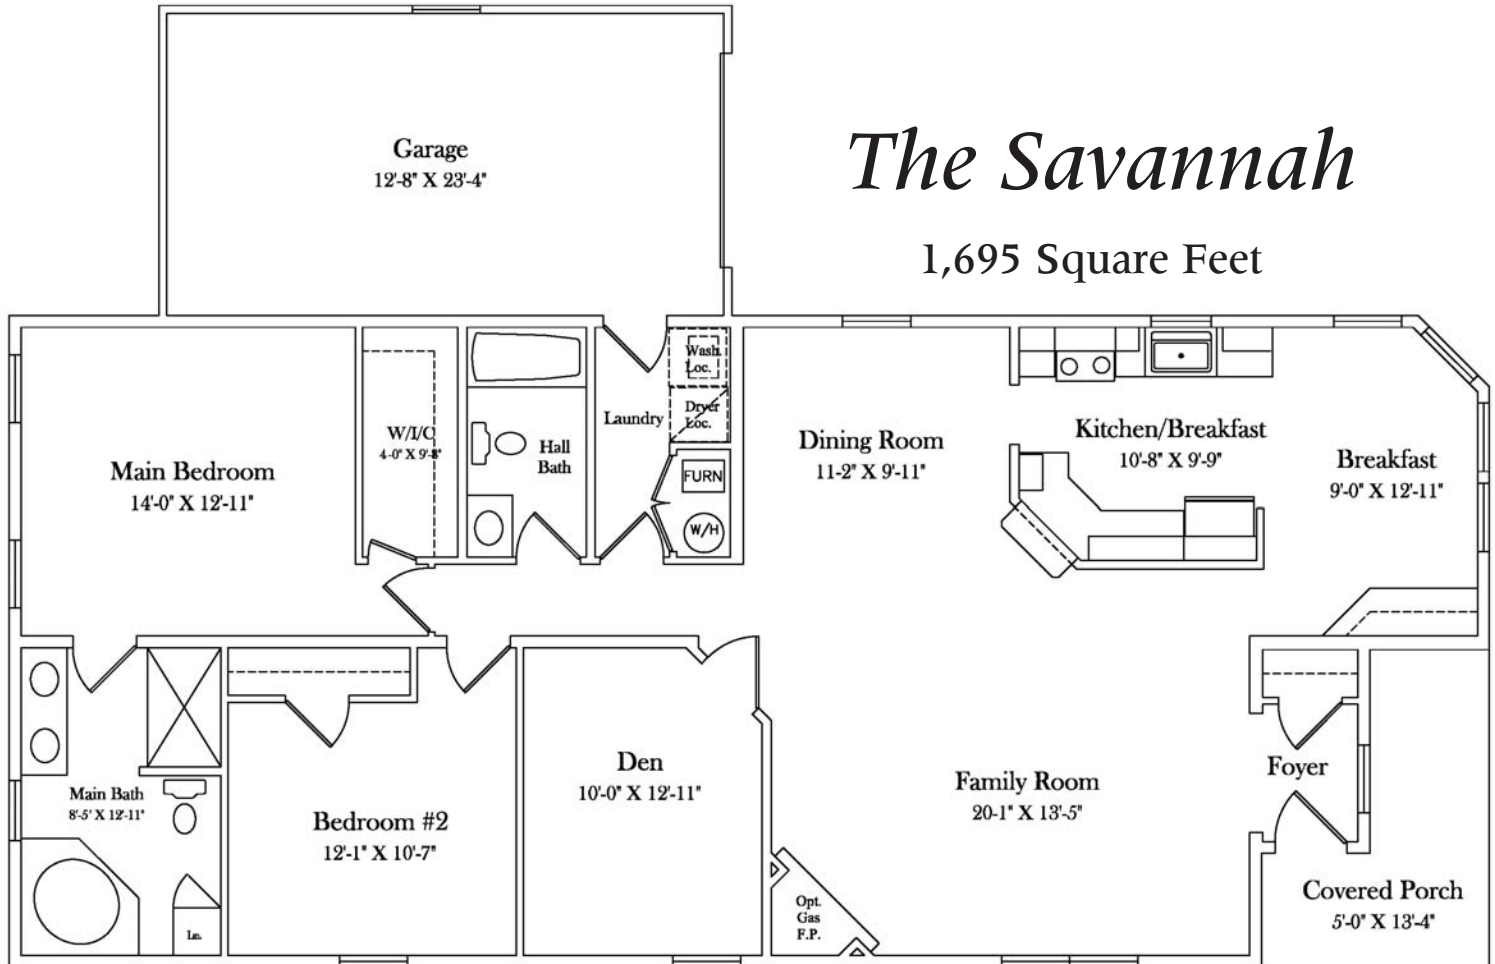 Garage
12'-8" X 23'-4"
The Savannah
1,695 Square Feet
Wash.
Loc.
Dryer
Loc.
Laundry
W/I/C
4'-0" X 9'-8"
Hall
Bath
Main Bedroom
14'-0" X 12'-11"
FURN
W/H
Dining Room
11'-2" X 9'-11"
Kitchen/Breakfast
10'-8" X 9'-9"
Breakfast
9'-0" X 12'-11"
Main Bath
8'-5' X 12'-11"
Lin.
Bedroom #2
12'-1" X 10'-7"
Den
10'-0" X 12'-11"
Family Room
20'-1" X 13'-5"
Foyer
Opt.
Gas
F.P.
Covered Porch
5'-0" X 13'-4"